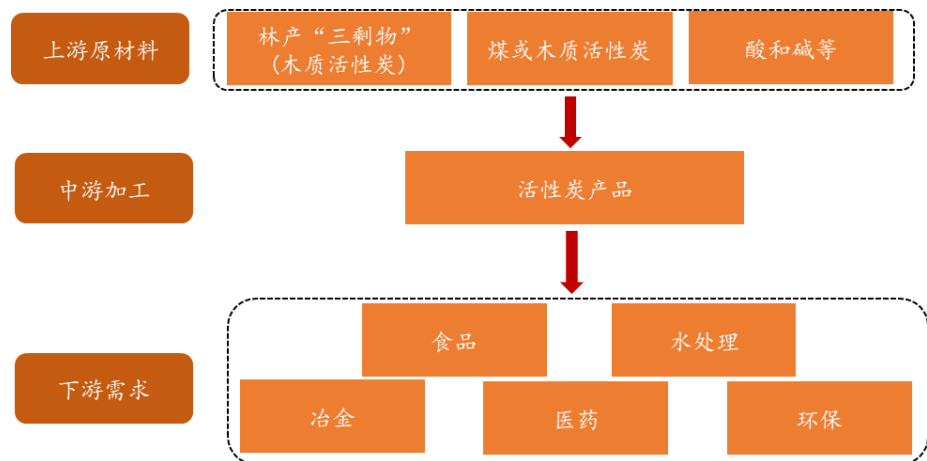 上游原材料
林产“三剩物”
(木质活性炭)
煤或木质活性炭
酸和碱等
中游加工
活性炭产品
下游需求
食品
水处理
冶金
医药
环保